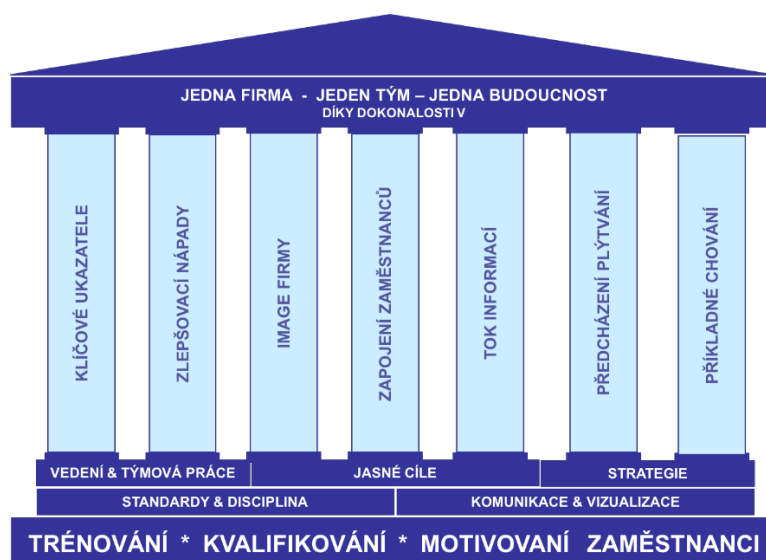 JEDNA FIRMA - JEDEN TÝM – JEDNA BUDOUCNOST
DÍKY DOKONALOSTI V
KLÍČOVÉ UKAZATELE
ZLEPŠOVACÍ NÁPADY
IMAGE FIRMY
ZAPOJENÍ ZAMĚSTNANCŮ
TOK INFORMACÍ
PŘEDCHÁZENÍ PLÝTVÁNÍ
PŘÍKLADNÉ CHOVÁNÍ
VEDENÍ & TÝMOVÁ PRÁCE
JASNÉ CÍLE
STRATEGIE
STANDARDY & DISCIPLINA
KOMUNIKACE & VIZUALIZACE
TRÉNOVÁNÍ * KVALIFIKOVÁNÍ * MOTIVOVANÍ ZAMĚSTNANCI